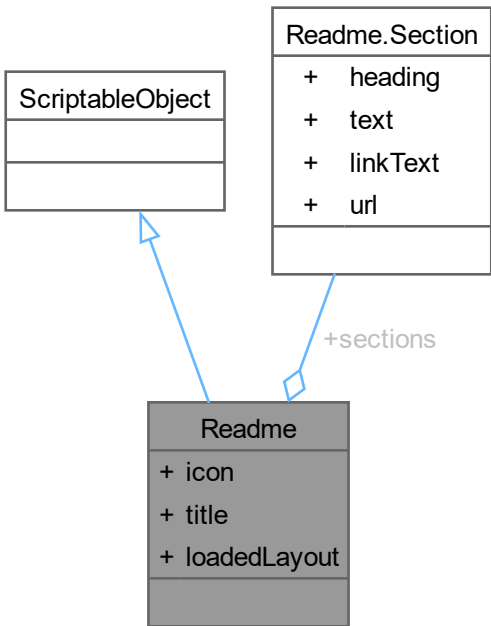 Readme.Section
+ heading
+ text
+ linkText
+ url
ScriptableObject
+sections
Readme
+ icon
+ title
+ loadedLayout